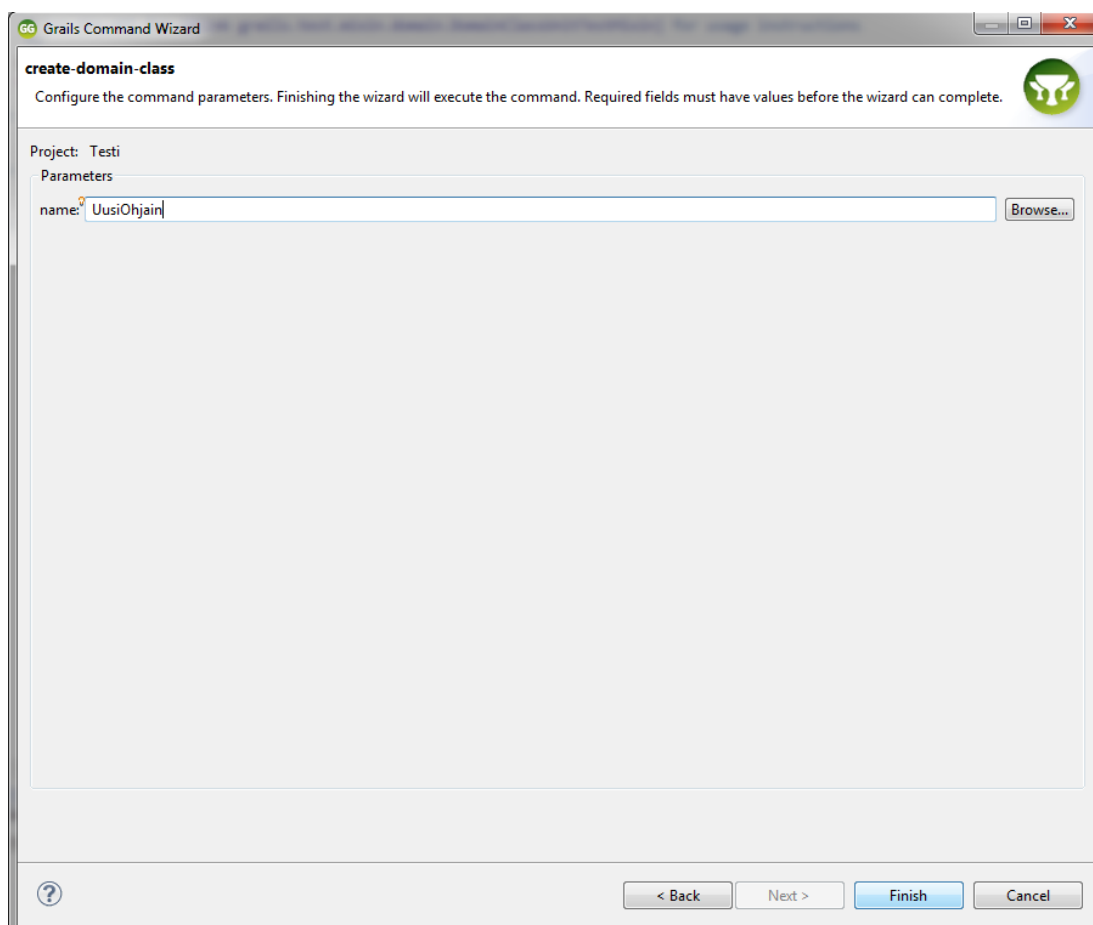 GG Grails Command Wizard
create-domain-class
Configure the command parameters. Finishing the wizard will execute the command. Required fields must have values before the wizard can complete.
Project: Testi
Parameters
name: UusiOhjain Browse...
? < Back Next > Finish Cancel